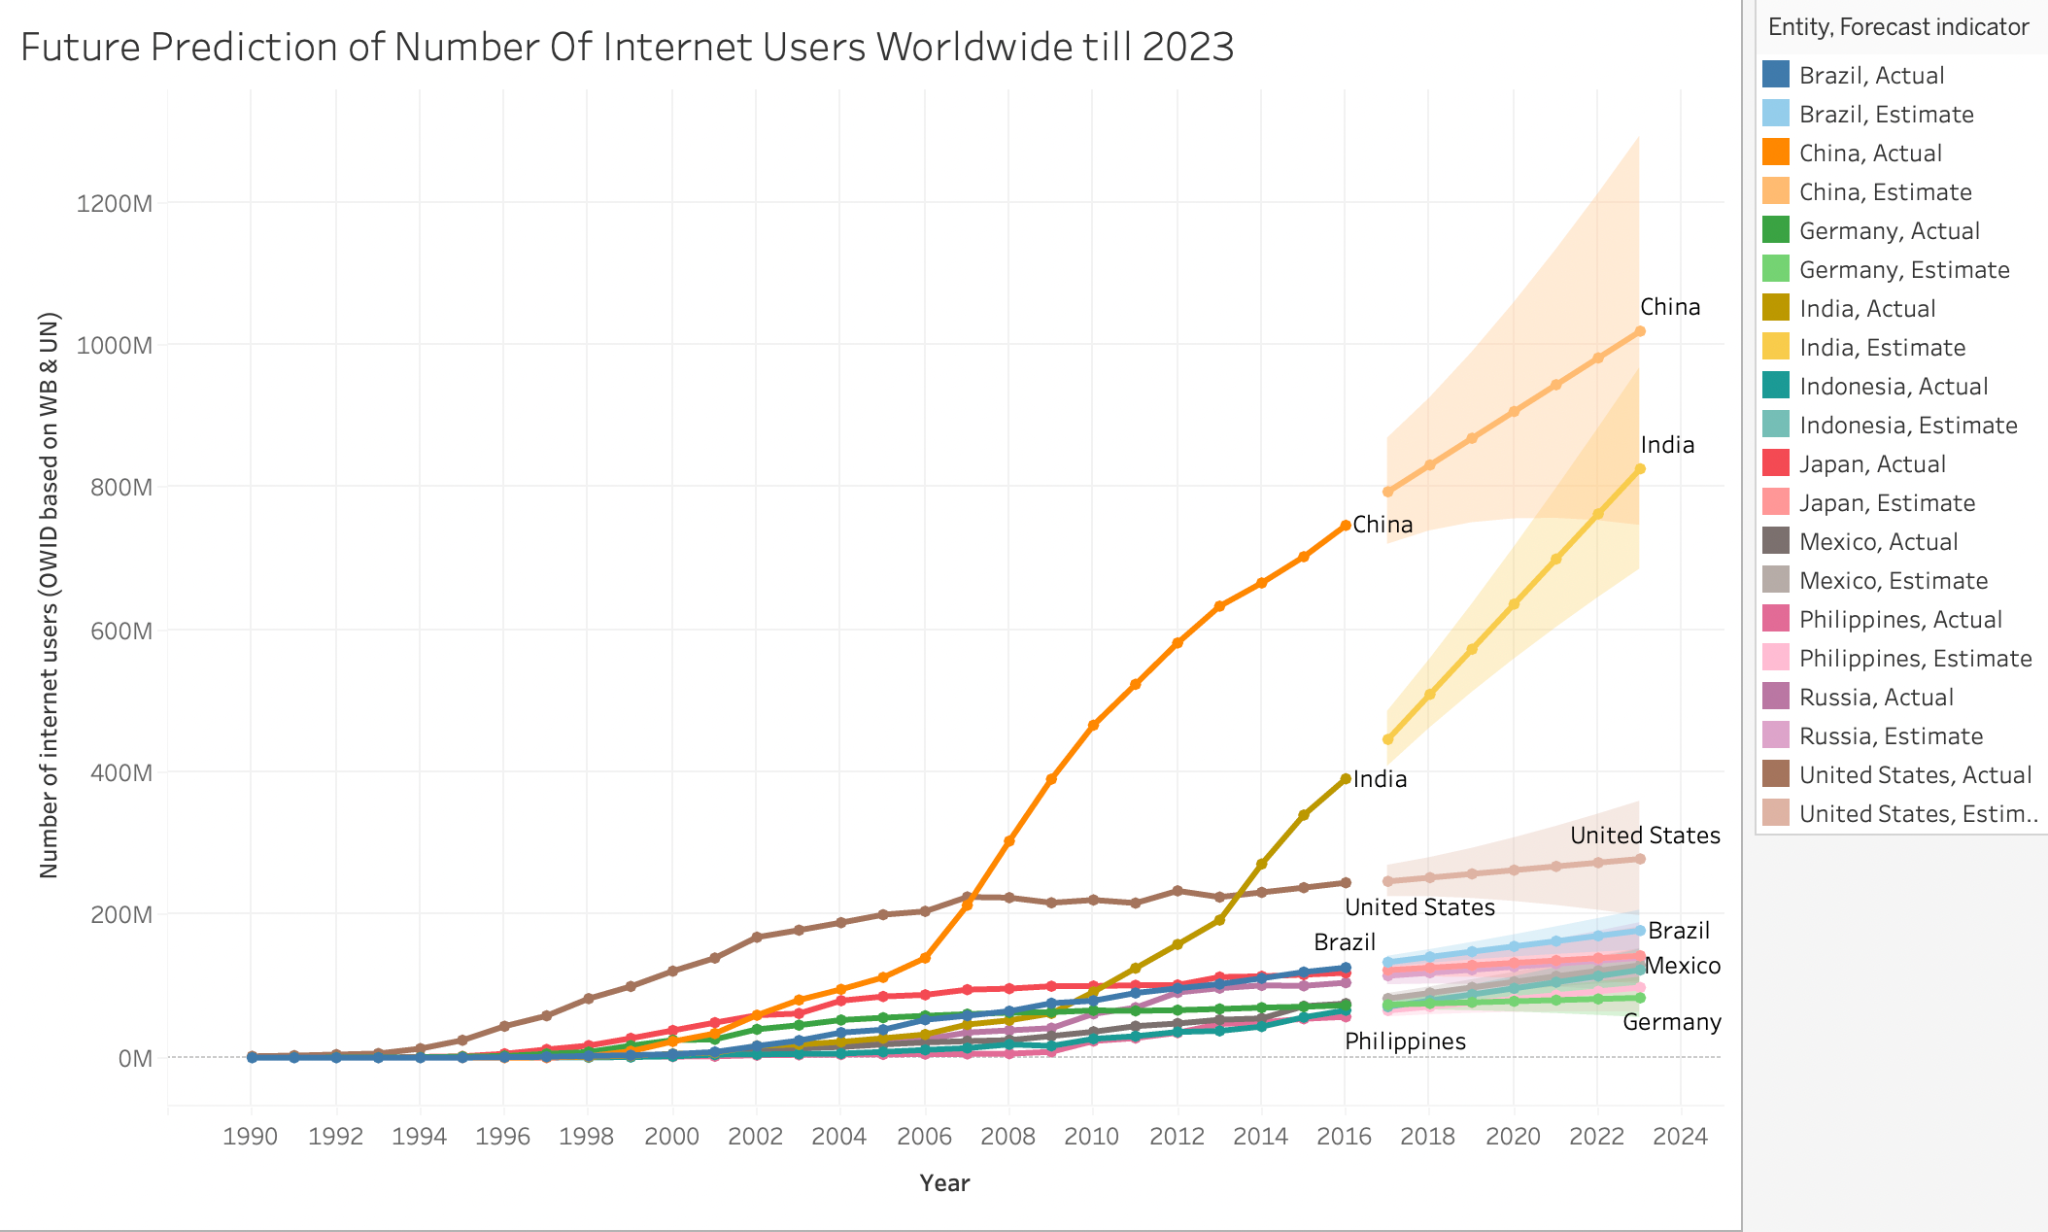 Future Prediction of Number Of Internet Users Worldwide till 2023
Number of internet users (OWID based on WB & UN)
1200M
1000M
800M
600M
400M
200M
0M
China
India
China
India
United States
United States
Brazil
Brazil
Mexico
Germany
Philippines
1990 1992 1994 1996 1998 2000 2002 2004 2006 2008 2010 2012 2014 2016 2018 2020 2022 2024
Year
Entity, Forecast indicator
Brazil, Actual
Brazil, Estimate
China, Actual
China, Estimate
Germany, Actual
Germany, Estimate
India, Actual
India, Estimate
Indonesia, Actual
Indonesia, Estimate
Japan, Actual
Japan, Estimate
Mexico, Actual
Mexico, Estimate
Philippines, Actual
Philippines, Estimate
Russia, Actual
Russia, Estimate
United States, Actual
United States, Estim..